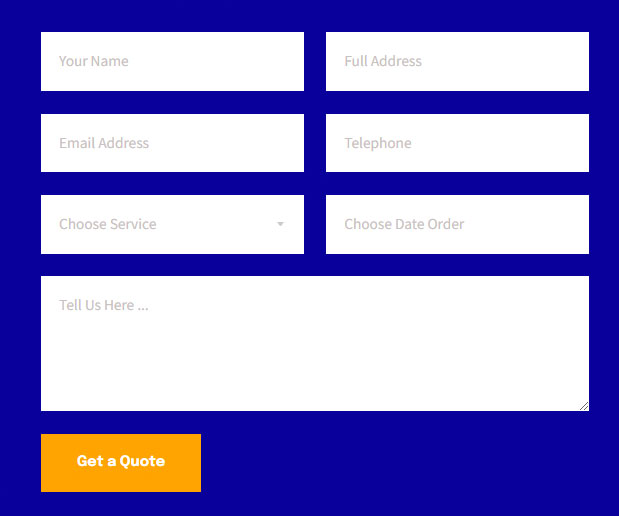 Your Name
Full Address
Email Address
Telephone
Choose Service
Choose Date Order
Tell Us Here ...
Get a Quote